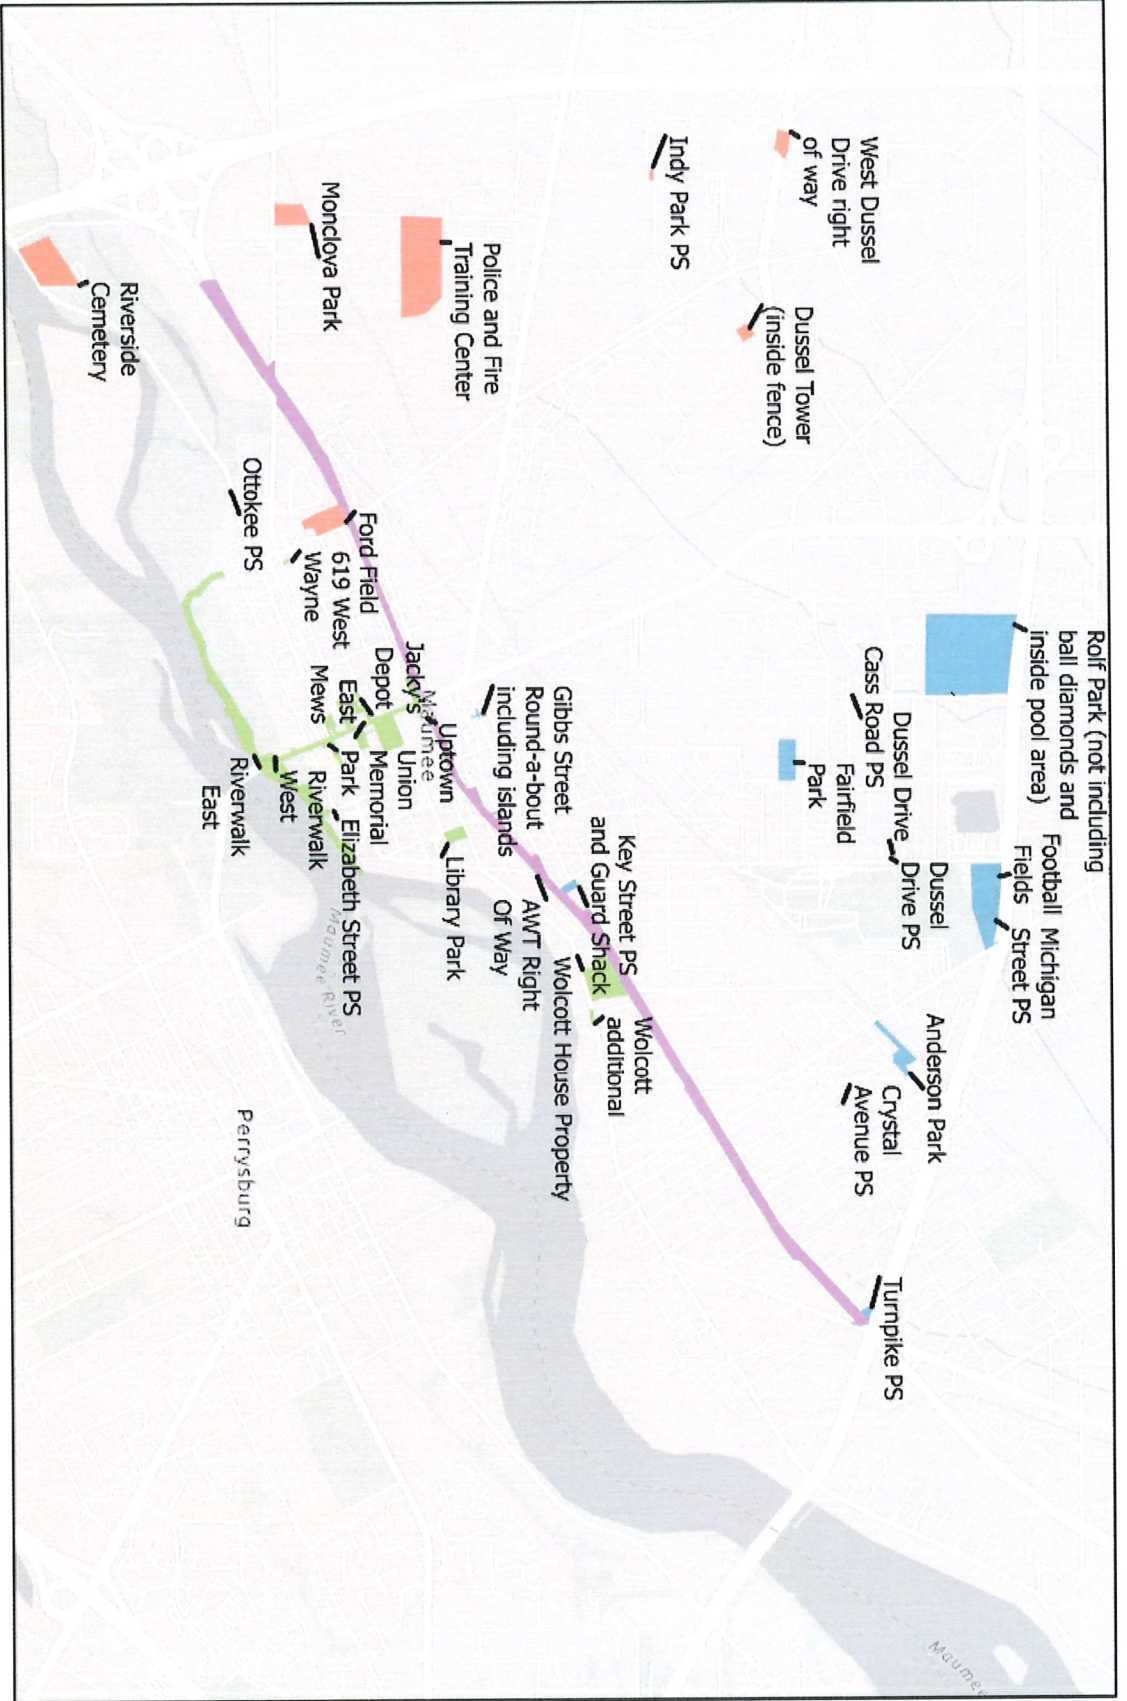 Rolf Park (not including
ball diamonds and
inside pool area)
Football
Fields
Michigan
Street PS
West Dussel
Drive right
of way
Dussel Tower
(inside fence)
Indy Park PS
Cass Road PS
Dussel Drive
Fairfield
Park
Dussel
Drive PS
Anderson Park
Crystal
Avenue PS
Turnpike PS
Police and Fire
Training Center
Monclova Park
Riverside
Cemetery
Gibbs Street
Round-a-bout
including islands
Key Street PS
and Guard Shack
Wolcott
additional
Wolcott House Property
AWT Right
Of Way
Library Park
Uptown
Maumee
Jacky's
Depot
Union
Memorial
Park
East
Mews
West
Ford Field
619 West
Wayne
Ottokee PS
Elizabeth Street PS
Riverwalk
Riverwalk
East
Maumee River
Perrysburg
Maumee